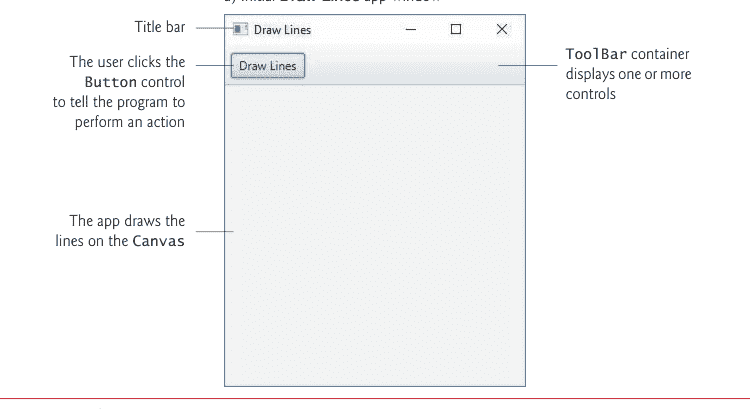 Title bar
Draw Lines
The user clicks the
Button control
to tell the program to
perform an action
Draw Lines
ToolBar container
displays one or more
controls
The app draws the
lines on the Canvas